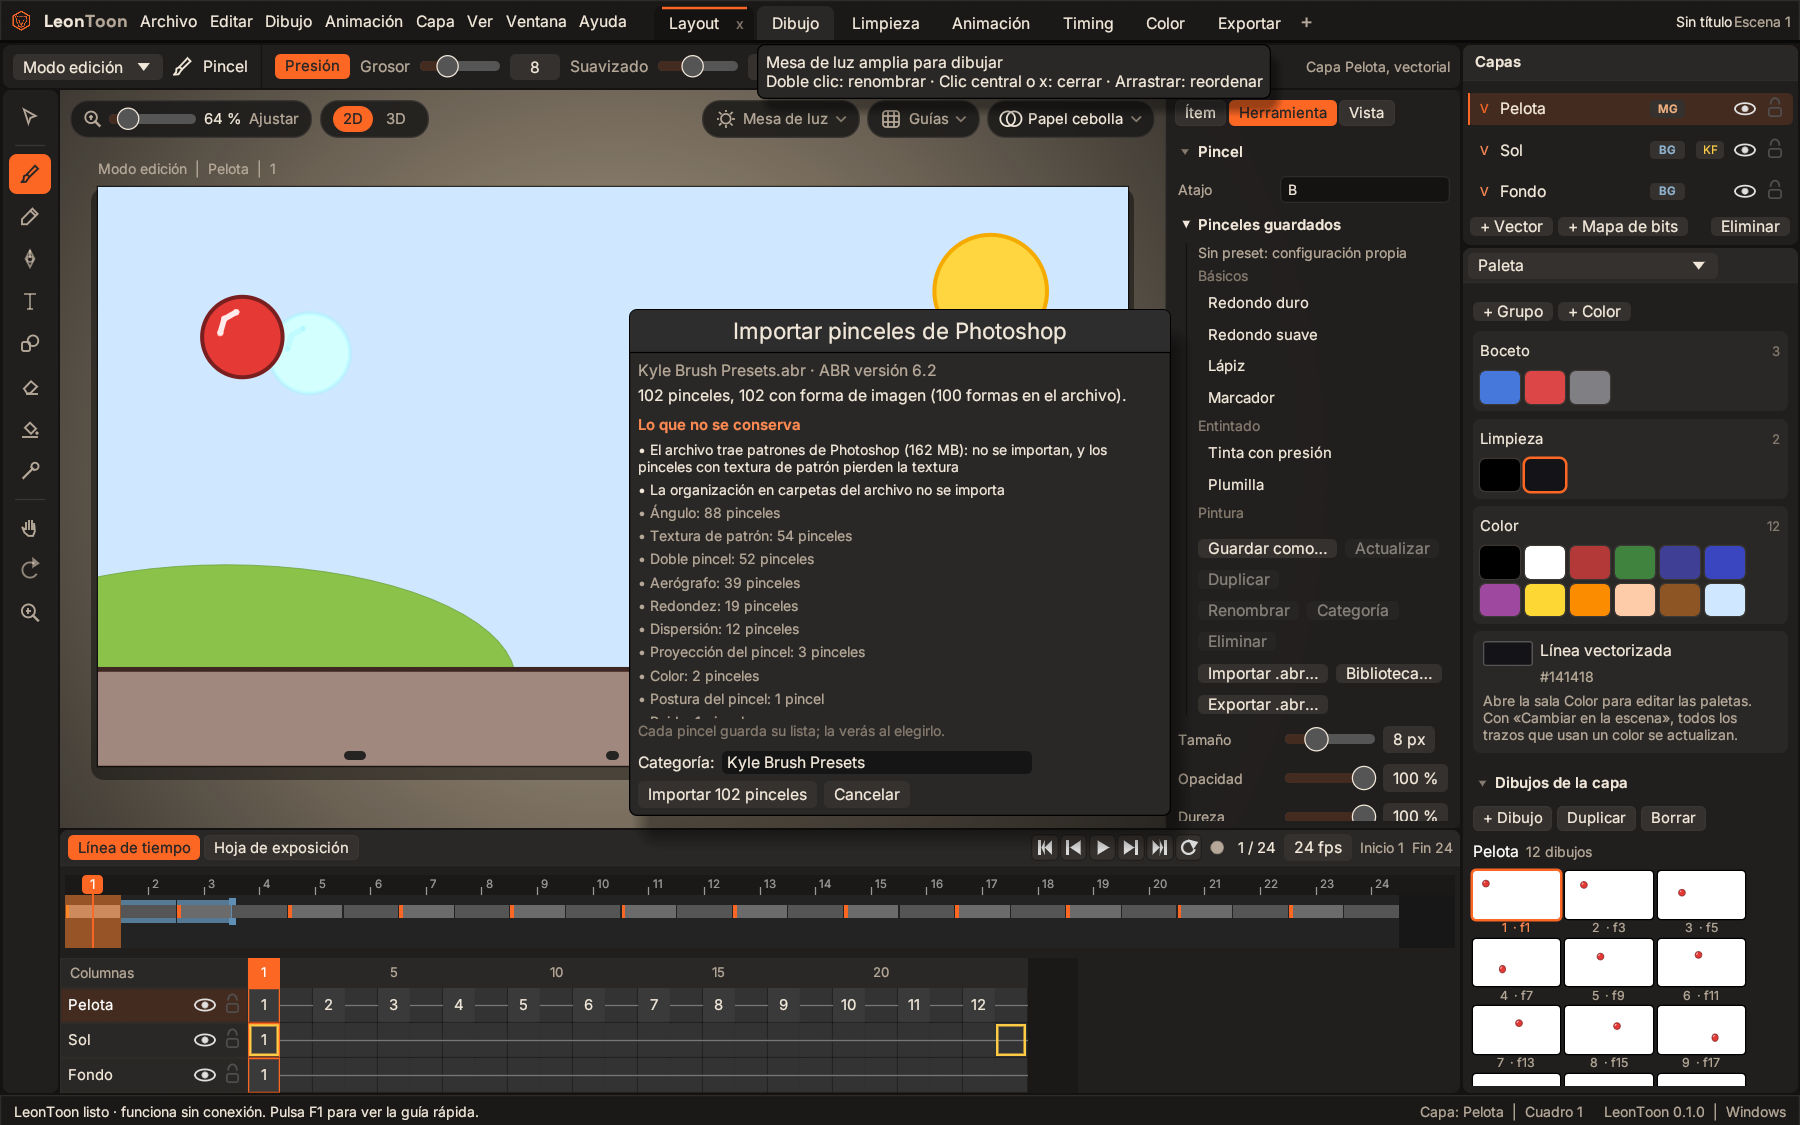 LeonToon Archivo Editar Dibujo Animación Capa Ver Ventana Ayuda
Layout x Dibujo Limpieza Animación Timing Color Exportar +
Sin título Escena 1
Modo edición Pincel Presión Grosor 8 Suavizado
Mesa de luz amplia para dibujar
Doble clic: renombrar · Clic central o x: cerrar · Arrastrar: reordenar
Capa Pelota, vectorial
64 % Ajustar 2D 3D
Mesa de luz Guías Papel cebolla
Modo edición | Pelota | 1
Importar pinceles de Photoshop
Kyle Brush Presets.abr · ABR versión 6.2
102 pinceles, 102 con forma de imagen (100 formas en el archivo).
Lo que no se conserva
• El archivo trae patrones de Photoshop (162 MB): no se importan, y los
pinceles con textura de patrón pierden la textura
• La organización en carpetas del archivo no se importa
• Ángulo: 88 pinceles
• Textura de patrón: 54 pinceles
• Doble pincel: 52 pinceles
• Aerógrafo: 39 pinceles
• Redondez: 19 pinceles
• Dispersión: 12 pinceles
• Proyección del pincel: 3 pinceles
• Color: 2 pinceles
• Postura del pincel: 1 pincel
Cada pincel guarda su lista; la verás al elegirlo.
Categoría: Kyle Brush Presets
Importar 102 pinceles Cancelar
Ítem Herramienta Vista
Pincel
Atajo B
Pinceles guardados
Sin preset: configuración propia
Básicos
Redondo duro
Redondo suave
Lápiz
Marcador
Entintado
Tinta con presión
Plumilla
Pintura
Guardar como... Actualizar
Duplicar
Renombrar Categoría
Eliminar
Importar .abr... Biblioteca...
Exportar .abr...
Tamaño 8 px
Opacidad 100 %
Dureza 100 %
Capas
V Pelota MG
V Sol BG KF
V Fondo BG
+ Vector + Mapa de bits Eliminar
Paleta
+ Grupo + Color
Boceto 3
Limpieza 2
Color 12
Línea vectorizada
#141418
Abre la sala Color para editar las paletas.
Con «Cambiar en la escena», todos los
trazos que usan un color se actualizan.
Dibujos de la capa
+ Dibujo Duplicar Borrar
Pelota 12 dibujos
1 · f1 2 · f3 3 · f5
4 · f7 5 · f9 6 · f11
7 · f13 8 · f15 9 · f17
Línea de tiempo Hoja de exposición
1 / 24 24 fps Inicio 1 Fin 24
1 2 3 4 5 6 7 8 9 10 11 12 13 14 15 16 17 18 19 20 21 22 23 24
Columnas 1 5 10 15 20
Pelota 1 2 3 4 5 6 7 8 9 10 11 12
Sol 1
Fondo 1
LeonToon listo · funciona sin conexión. Pulsa F1 para ver la guía rápida.
Capa: Pelota | Cuadro 1 LeonToon 0.1.0 | Windows